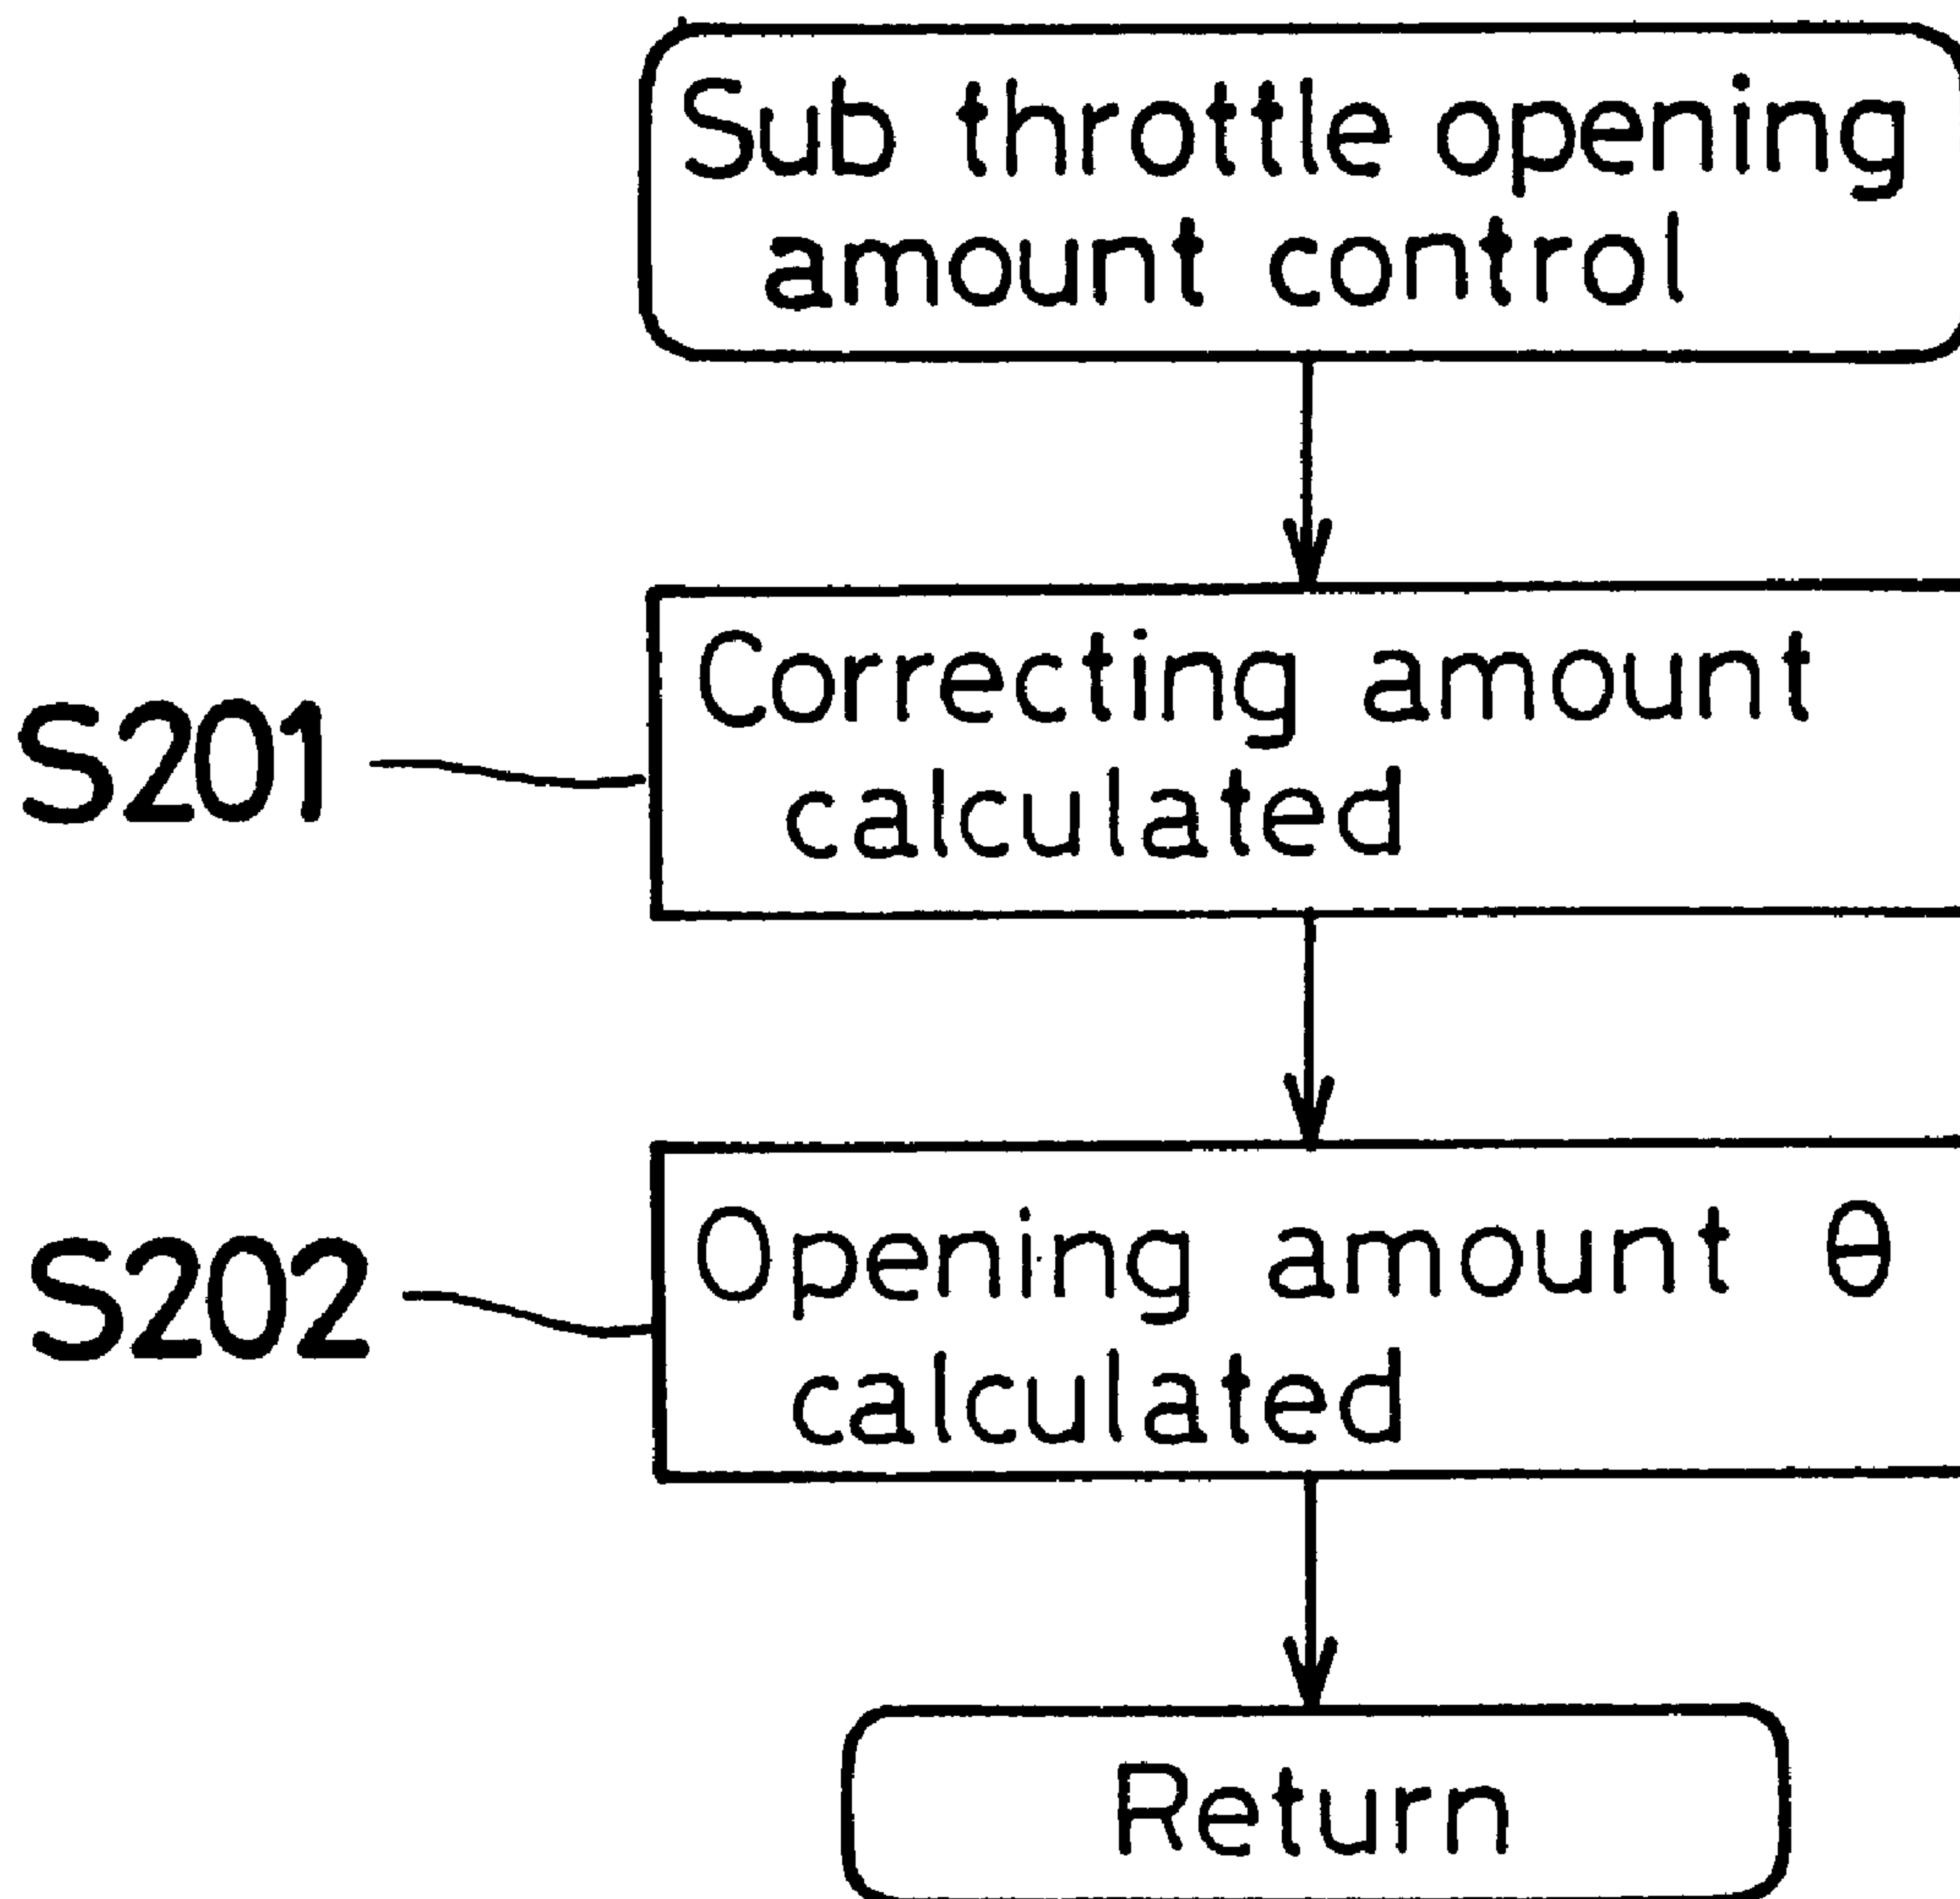 Sub throttle opening
amount control
S201
Correcting amount
calculated
S202
Opening amount θ
calculated
Return